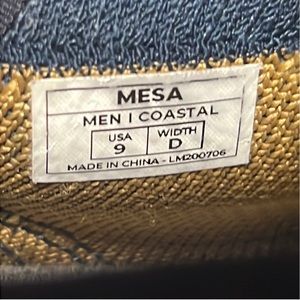 MESA
MEN | COASTAL
USA WIDTH
9 D
MADE IN CHINA - LM200706